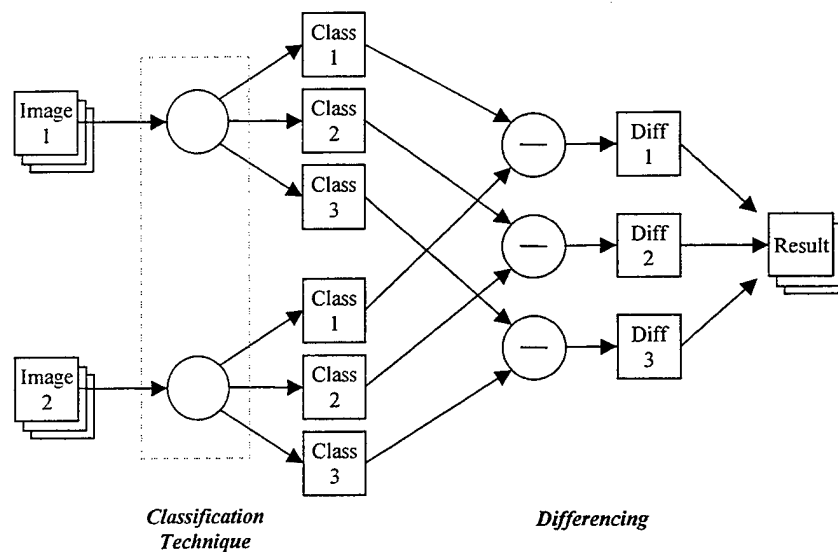 Class
1
Image
1
Class
2
Class
3
Class
1
Image
2
Class
2
Class
3
—
—
—
Diff
1
Diff
2
Diff
3
Result
Classification
Technique
Differencing